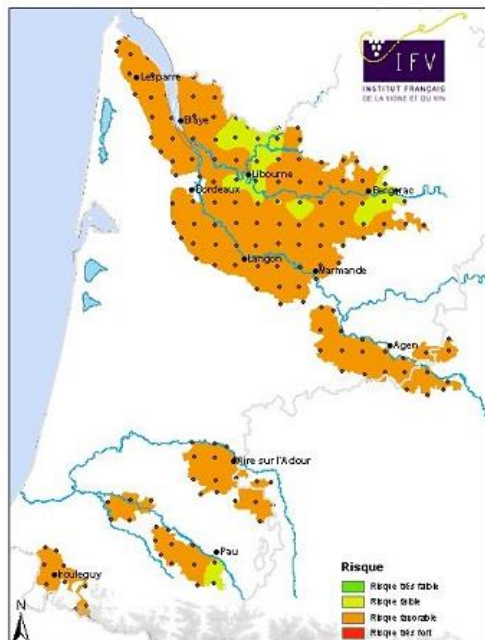 IFV
INSTITUT FRANÇAIS
DE LA VIGNE ET DU VIN
Lesparre
Blaye
Libourne
Bordeaux
Bergerac
Langon
Marmande
Agen
Aire sur l'Adour
Pau
Irouleguy
N
Risque
Risque très faible
Risque faible
Risque favorable
Risque très fort